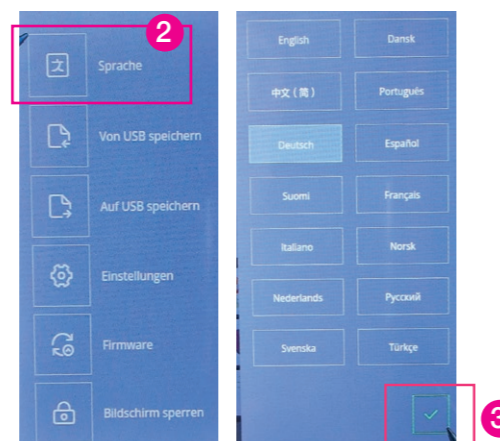 2
Sprache
Von USB speichern
Auf USB speichern
Einstellungen
Firmware
Bildschirm sperren
English
Dansk
中文(简)
Português
Deutsch
Español
Suomi
Français
Italiano
Norsk
Nederlands
Русский
Svenska
Türkçe
3